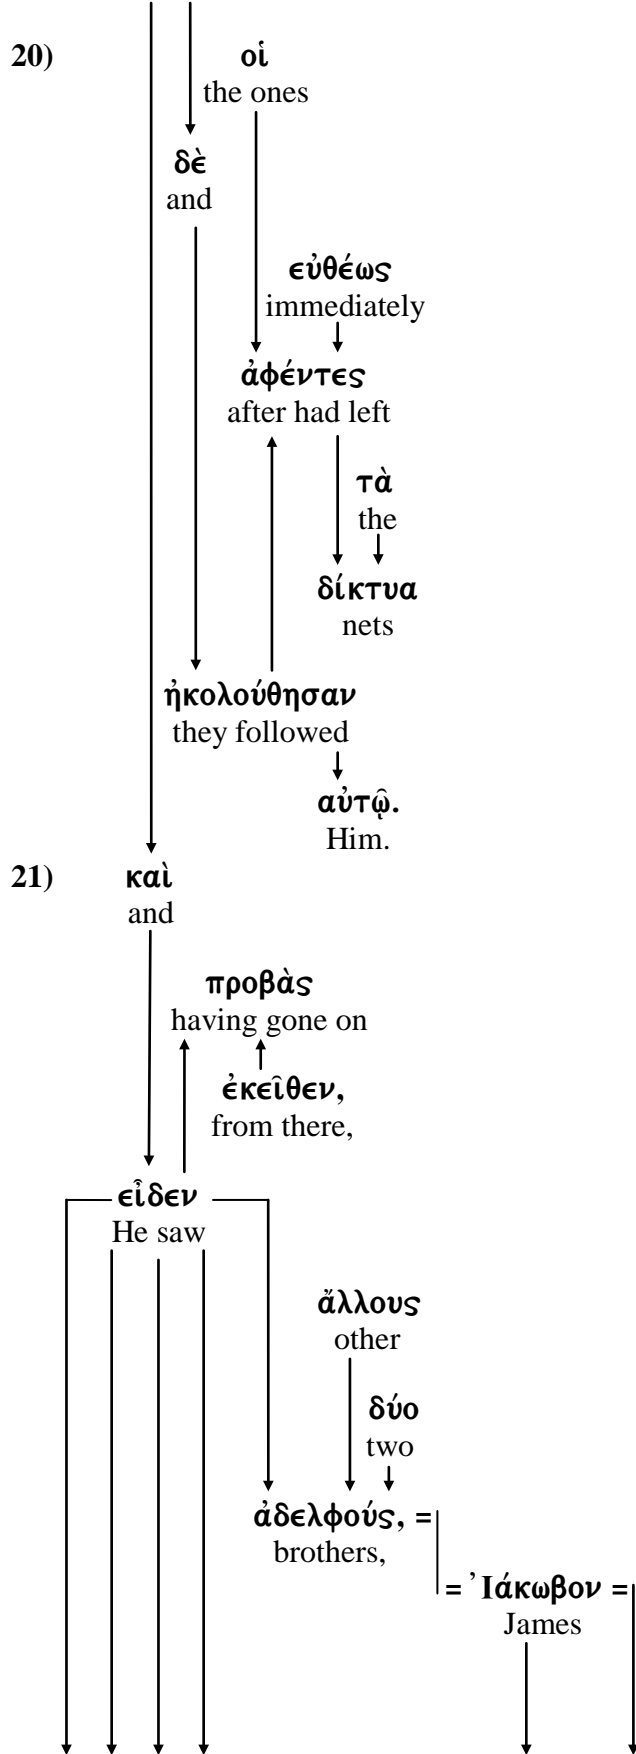 20) οἱ
the ones
δὲ
and
εὐθέως
immediately
ἀφέντες
after had left
τὰ
the
δίκτυα
nets
ἠκολούθησαν
they followed
αὐτῷ.
Him.
21) καὶ
and
προβὰς
having gone on
ἐκεῖθεν,
from there,
εἶδεν
He saw
ἄλλους
other
δύο
two
ἀδελφούς, =
brothers,
= Ἰάκωβον =
James